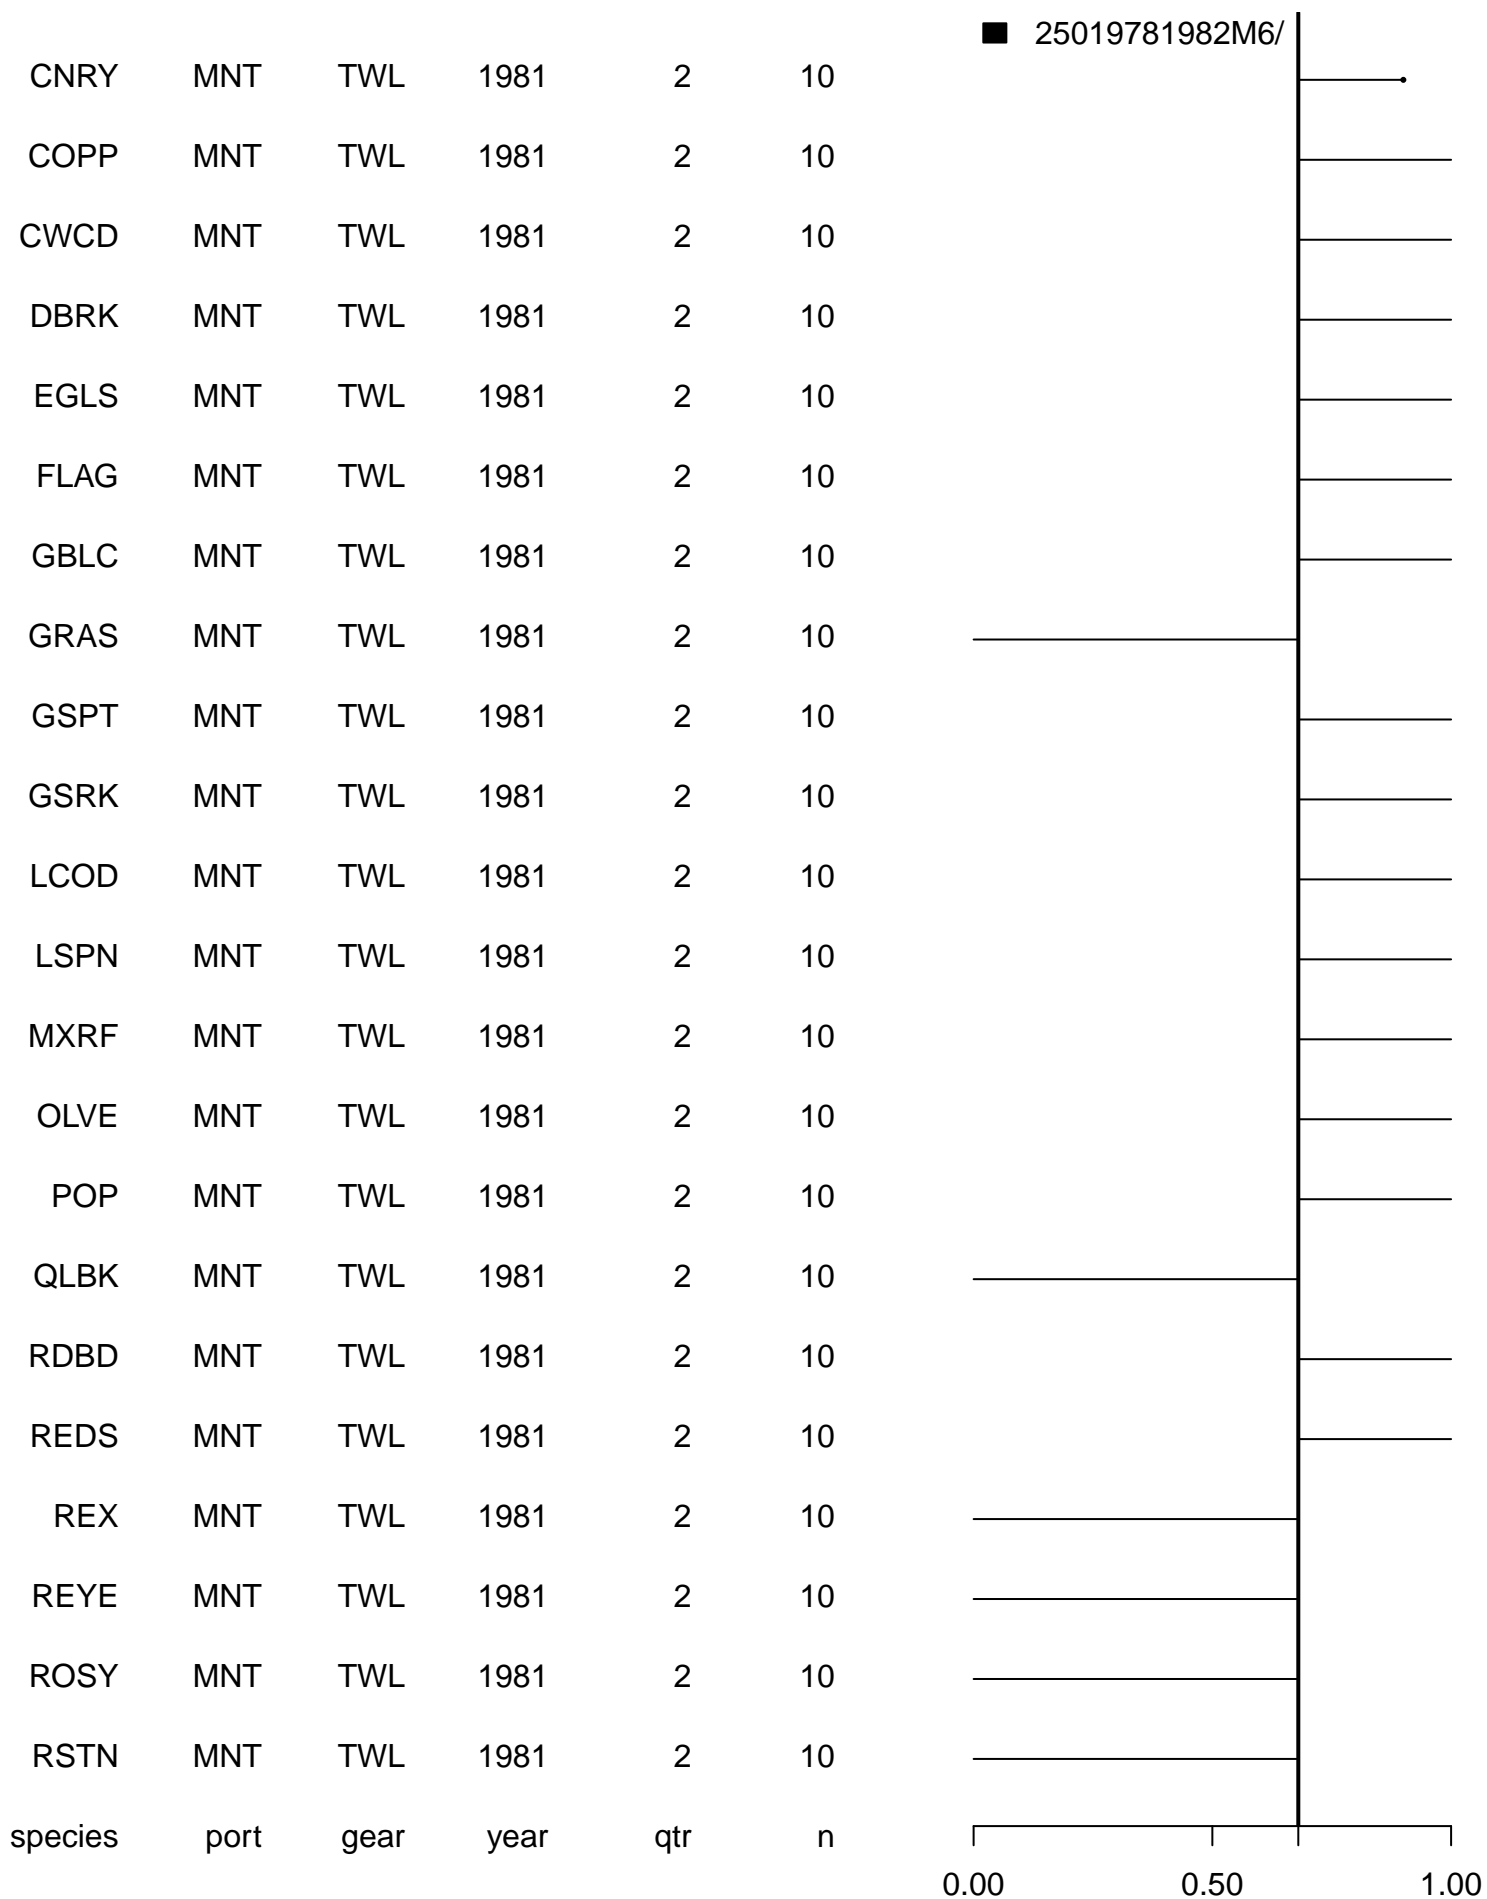 25019781982M6/
CNRY MNT TWL 1981 2 10
COPP MNT TWL 1981 2 10
CWCD MNT TWL 1981 2 10
DBRK MNT TWL 1981 2 10
EGLS MNT TWL 1981 2 10
FLAG MNT TWL 1981 2 10
GBLC MNT TWL 1981 2 10
GRAS MNT TWL 1981 2 10
GSPT MNT TWL 1981 2 10
GSRK MNT TWL 1981 2 10
LCOD MNT TWL 1981 2 10
LSPN MNT TWL 1981 2 10
MXRF MNT TWL 1981 2 10
OLVE MNT TWL 1981 2 10
POP MNT TWL 1981 2 10
QLBK MNT TWL 1981 2 10
RDBD MNT TWL 1981 2 10
REDS MNT TWL 1981 2 10
REX MNT TWL 1981 2 10
REYE MNT TWL 1981 2 10
ROSY MNT TWL 1981 2 10
RSTN MNT TWL 1981 2 10
species port gear year qtr n
0.00 0.50 1.00